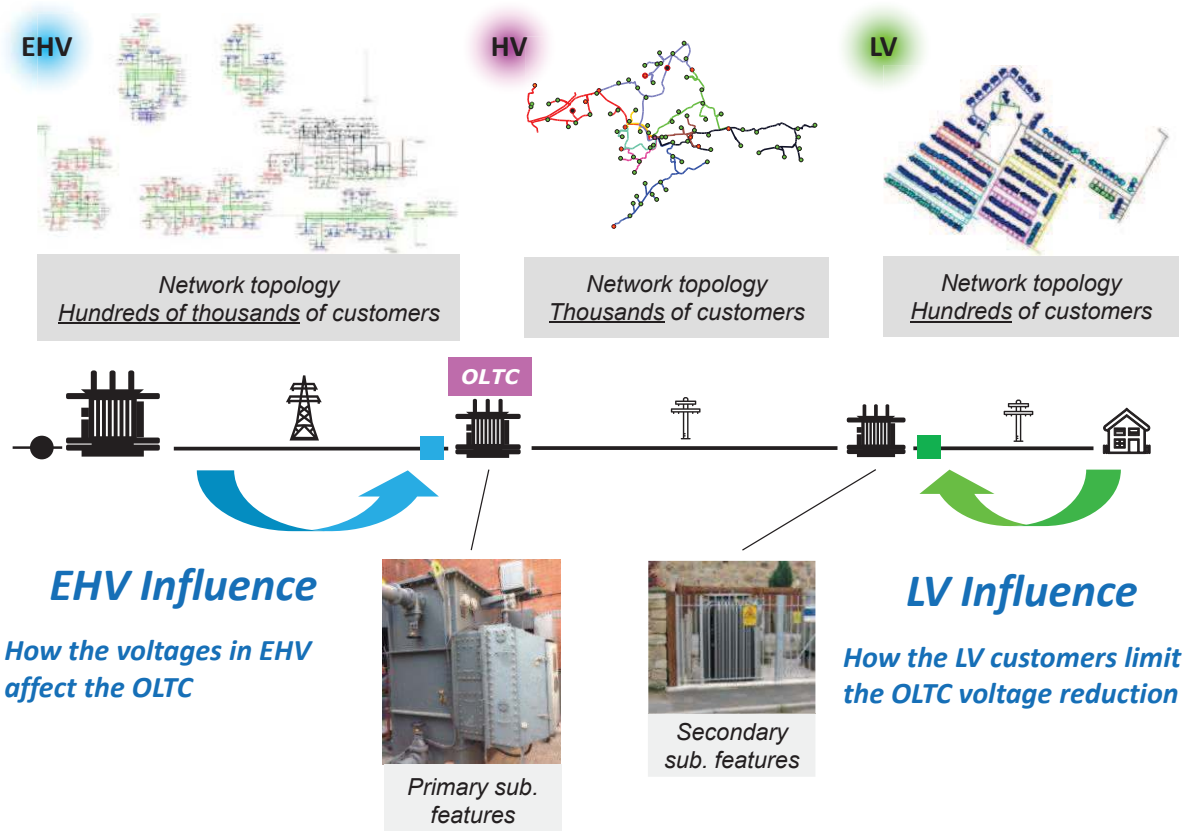 EHV
HV
LV
Network topology
Hundreds of thousands of customers
Network topology
Thousands of customers
Network topology
Hundreds of customers
OLTC
EHV Influence
How the voltages in EHV
affect the OLTC
LV Influence
How the LV customers limit
the OLTC voltage reduction
Primary sub.
features
Secondary
sub. features